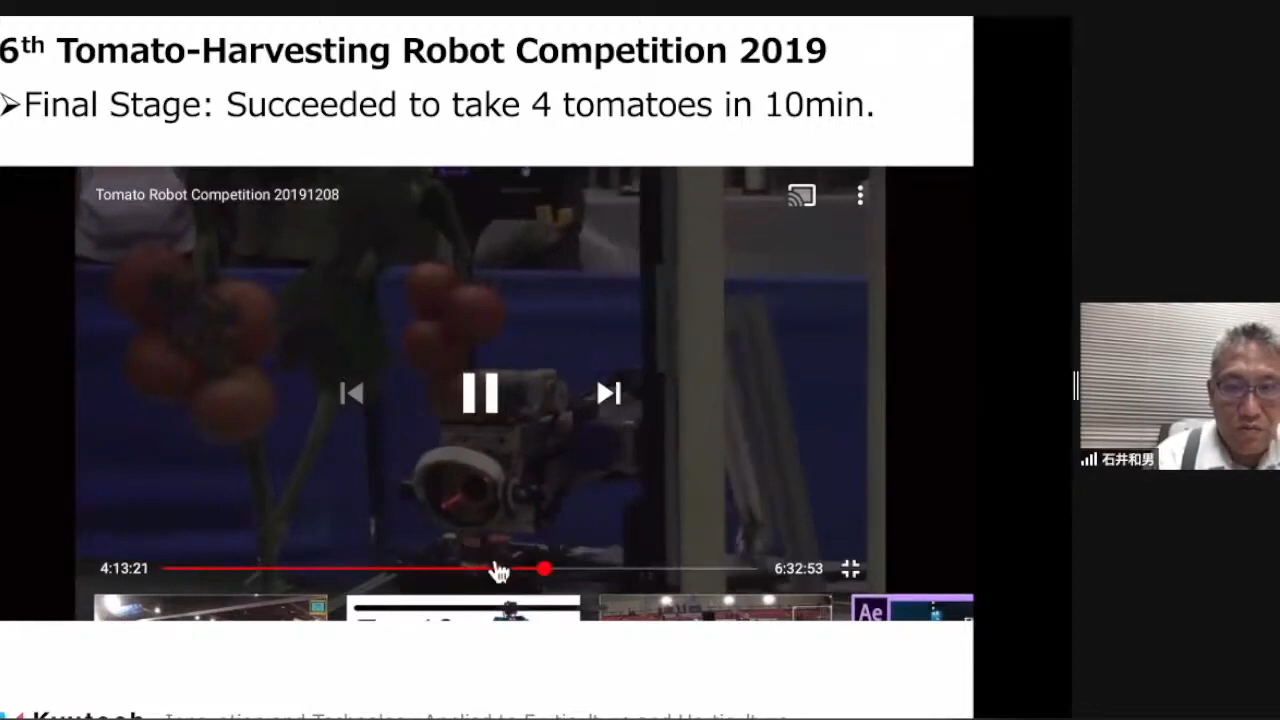 6th Tomato-Harvesting Robot Competition 2019
➢Final Stage: Succeeded to take 4 tomatoes in 10min.
Tomato Robot Competition 20191208
4:13:21
6:32:53
Ae
石井和男